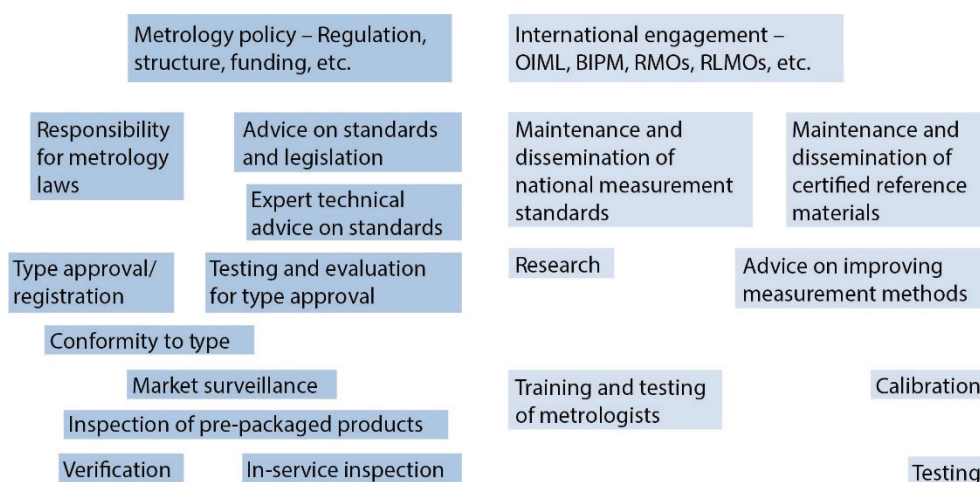 Metrology policy – Regulation,
structure, funding, etc.
International engagement –
OIML, BIPM, RMOs, RLMOs, etc.
Responsibility
for metrology
laws
Advice on standards
and legislation
Expert technical
advice on standards
Maintenance and
dissemination of
national measurement
standards
Maintenance and
dissemination of
certified reference
materials
Type approval/
registration
Testing and evaluation
for type approval
Research
Advice on improving
measurement methods
Conformity to type
Market surveillance
Training and testing
of metrologists
Calibration
Inspection of pre-packaged products
Verification
In-service inspection
Testing